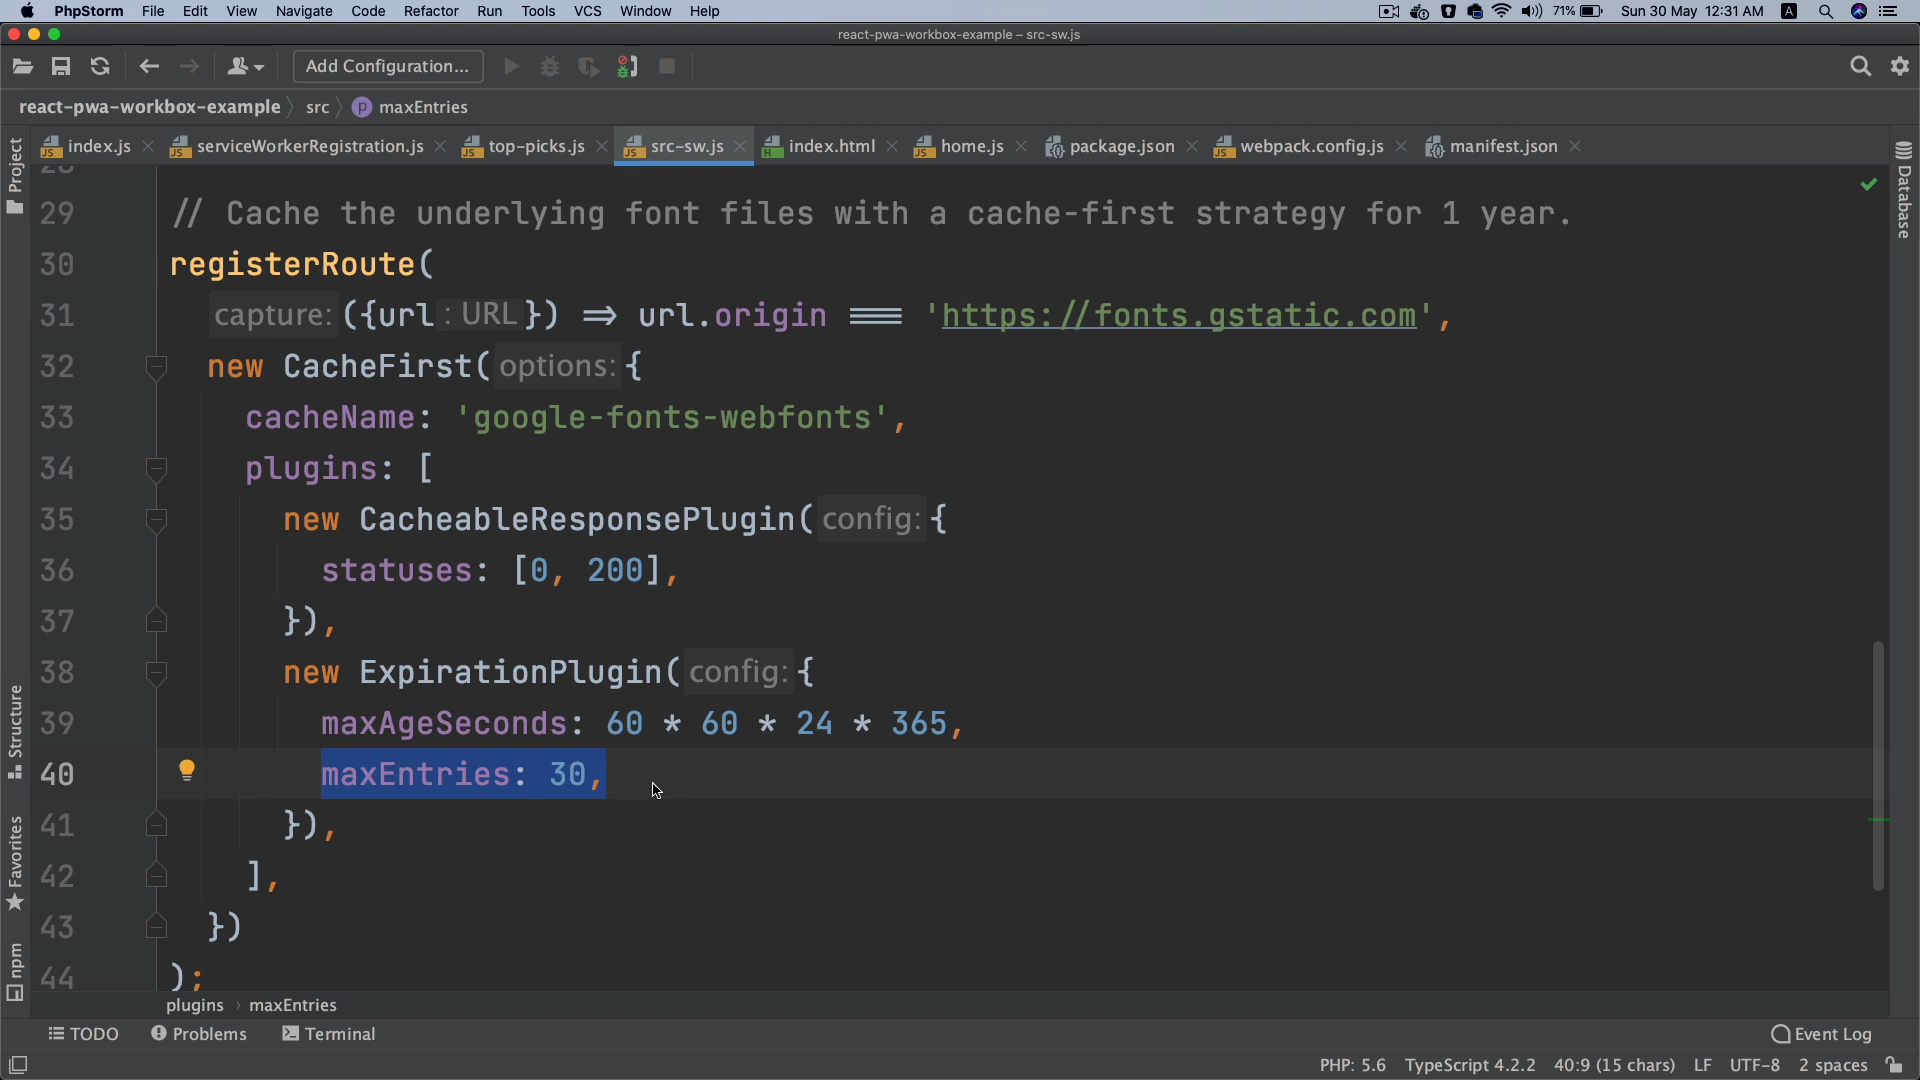 PhpStorm File Edit View Navigate Code Refactor Run Tools VCS Window Help 71% Sun 30 May 12:31 AM A
react-pwa-workbox-example – src-sw.js
Add Configuration...
react-pwa-workbox-example src p maxEntries
index.js serviceWorkerRegistration.js top-picks.js src-sw.js index.html home.js package.json webpack.config.js manifest.json
Project
Structure
Favorites
npm
Database
28
29 // Cache the underlying font files with a cache-first strategy for 1 year.
30 registerRoute(
31 capture: ({url: URL}) => url.origin === 'https://fonts.gstatic.com',
32 new CacheFirst( options: {
33 cacheName: 'google-fonts-webfonts',
34 plugins: [
35 new CacheableResponsePlugin( config: {
36 statuses: [0, 200],
37 }),
38 new ExpirationPlugin( config: {
39 maxAgeSeconds: 60 * 60 * 24 * 365,
40 maxEntries: 30,
41 }),
42 ],
43 })
44 );
plugins › maxEntries
TODO Problems Terminal Event Log
PHP: 5.6 TypeScript 4.2.2 40:9 (15 chars) LF UTF-8 2 spaces